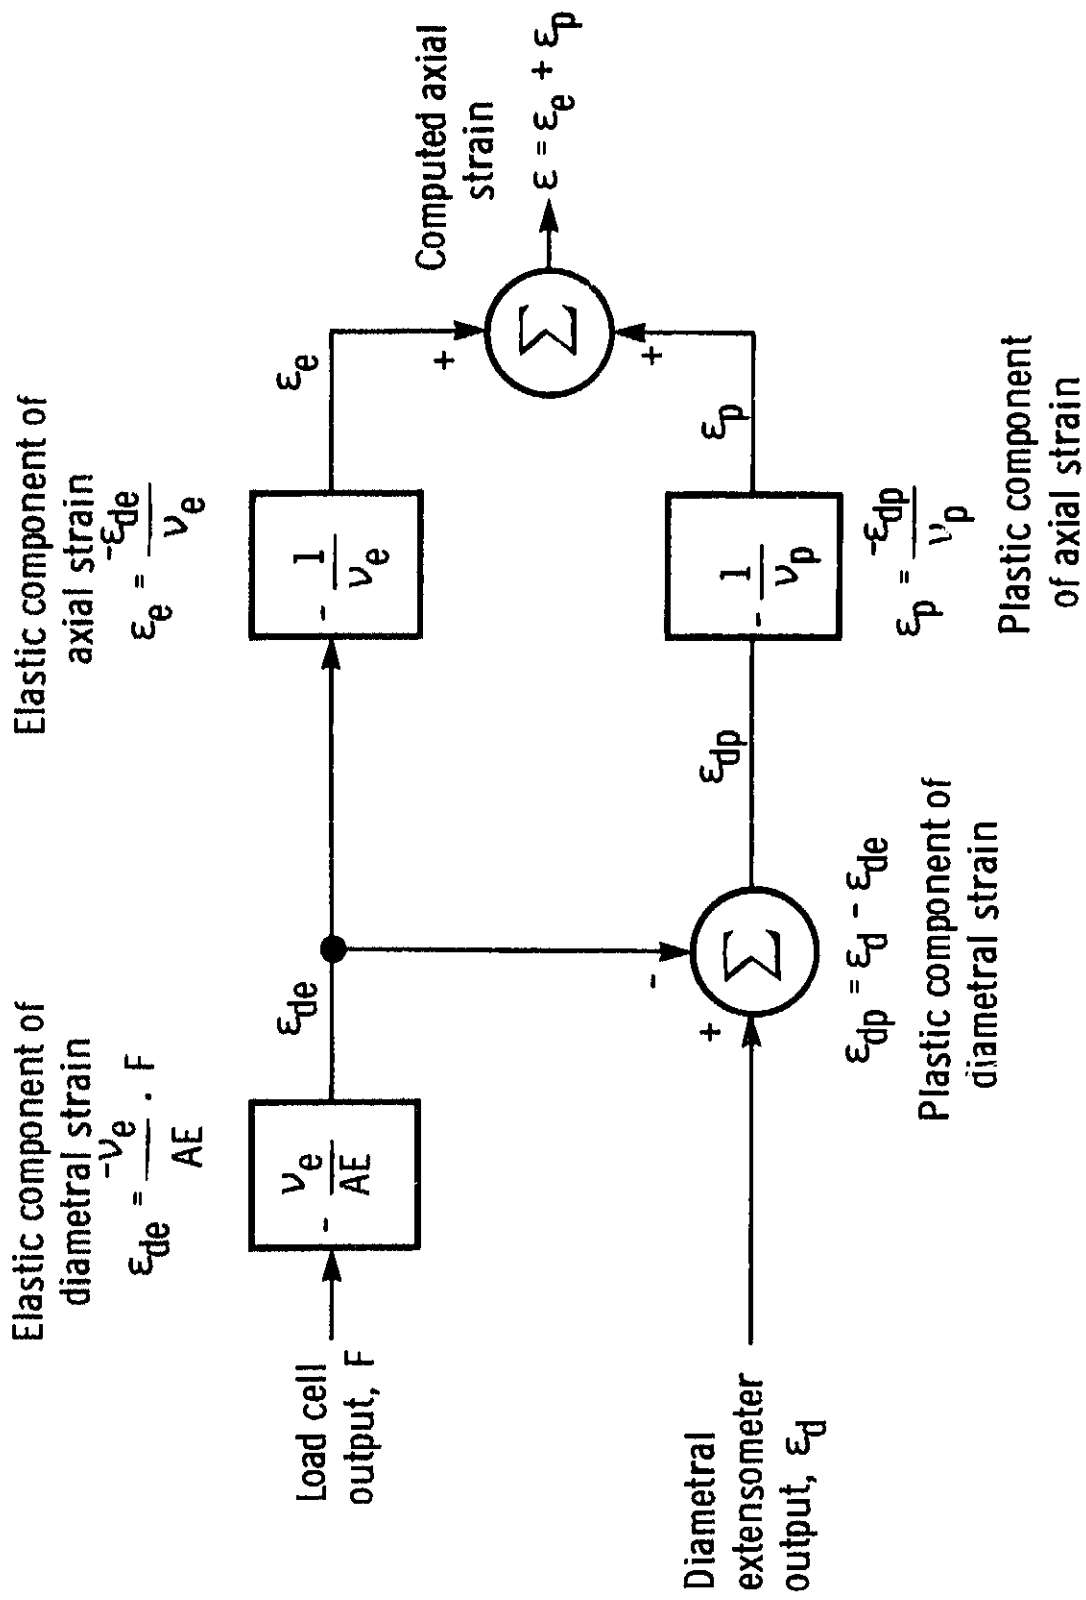 Elastic component of
diametral strain
ε_de = -ν_e / AE · F
Elastic component of
axial strain
ε_e = -ε_de / ν_e
Load cell
output, F
- ν_e / AE
ε_de
- 1 / ν_e
ε_e
+
Σ
Computed axial
strain
ε = ε_e + ε_p
+
Diametral
extensometer
output, ε_d
+
-
Σ
ε_dp
- 1 / ν_p
ε_p
ε_dp = ε_d - ε_de
Plastic component of
diametral strain
ε_p = -ε_dp / ν_p
Plastic component
of axial strain